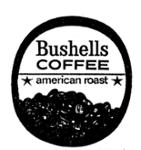 Bushells
COFFEE
★ american roast ★